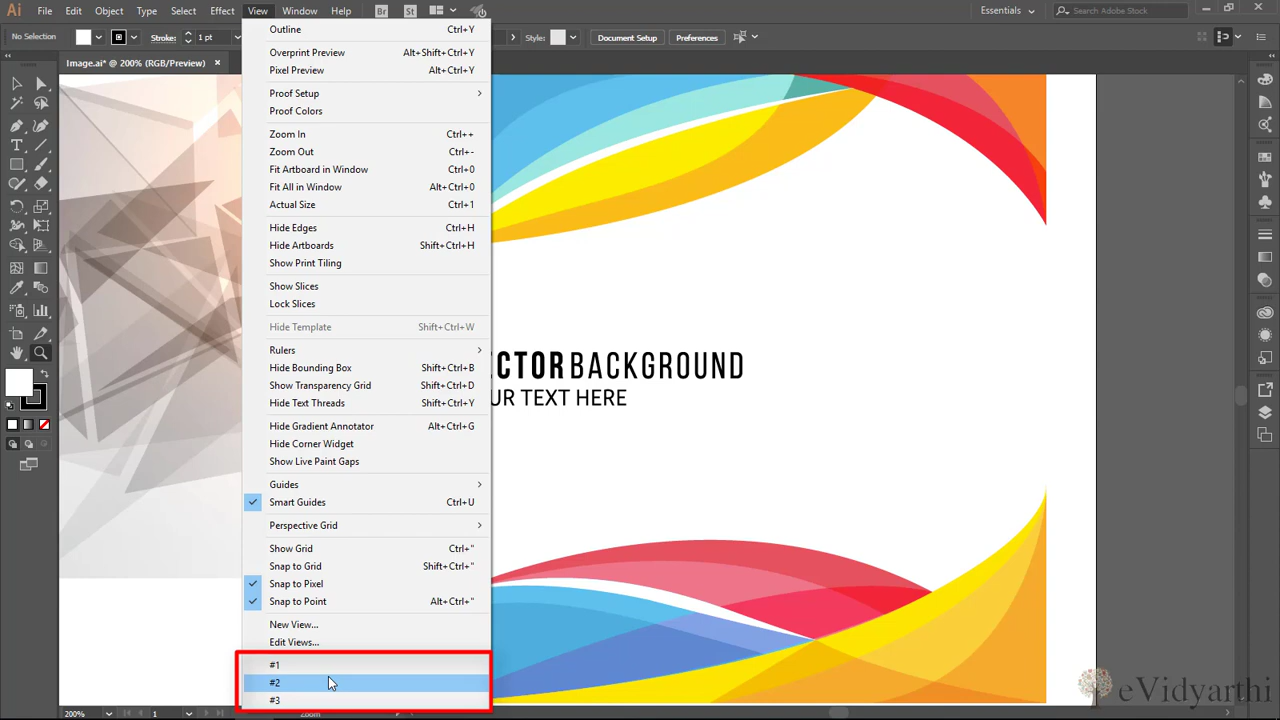 Ai File Edit Object Type Select Effect View Window Help Br St Essentials Search Adobe Stock
No Selection Stroke: 1 pt Style: Document Setup Preferences
Image.ai* @ 200% (RGB/Preview) ×
Outline Ctrl+Y
Overprint Preview Alt+Shift+Ctrl+Y
Pixel Preview Alt+Ctrl+Y
Proof Setup
Proof Colors
Zoom In Ctrl++
Zoom Out Ctrl+-
Fit Artboard in Window Ctrl+0
Fit All in Window Alt+Ctrl+0
Actual Size Ctrl+1
Hide Edges Ctrl+H
Hide Artboards Shift+Ctrl+H
Show Print Tiling
Show Slices
Lock Slices
Hide Template Shift+Ctrl+W
Rulers
Hide Bounding Box Shift+Ctrl+B
Show Transparency Grid Shift+Ctrl+D
Hide Text Threads Shift+Ctrl+Y
Hide Gradient Annotator Alt+Ctrl+G
Hide Corner Widget
Show Live Paint Gaps
Guides
Smart Guides Ctrl+U
Perspective Grid
Show Grid Ctrl+"
Snap to Grid Shift+Ctrl+"
Snap to Pixel
Snap to Point Alt+Ctrl+"
New View...
Edit Views...
#1
#2
#3
ECTORBACKGROUND
UR TEXT HERE
eVidyarthi
200% 1 Zoom